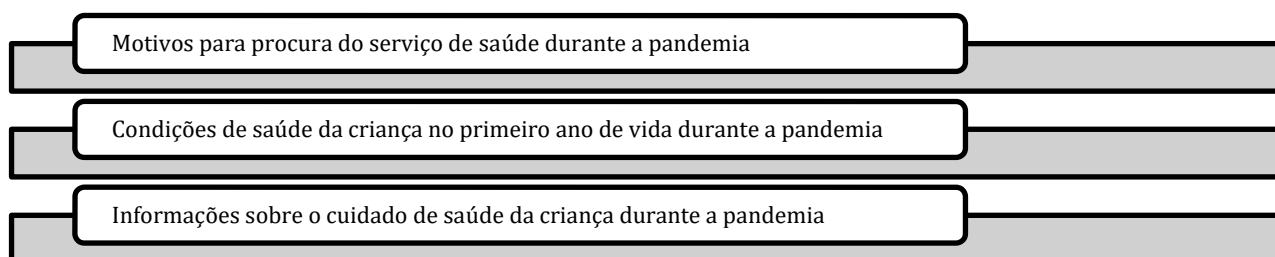 Motivos para procura do serviço de saúde durante a pandemia
Condições de saúde da criança no primeiro ano de vida durante a pandemia
Informações sobre o cuidado de saúde da criança durante a pandemia